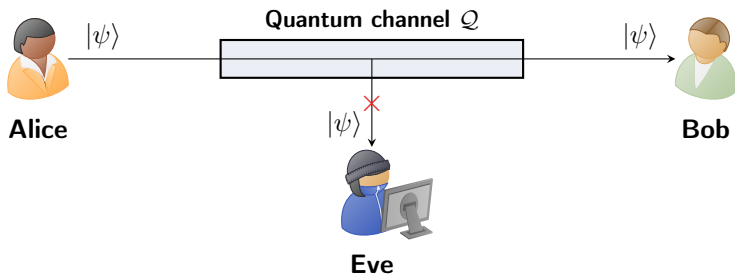 Quantum channel 𝒬
|ψ⟩ |ψ⟩
|ψ⟩
Alice Bob
Eve